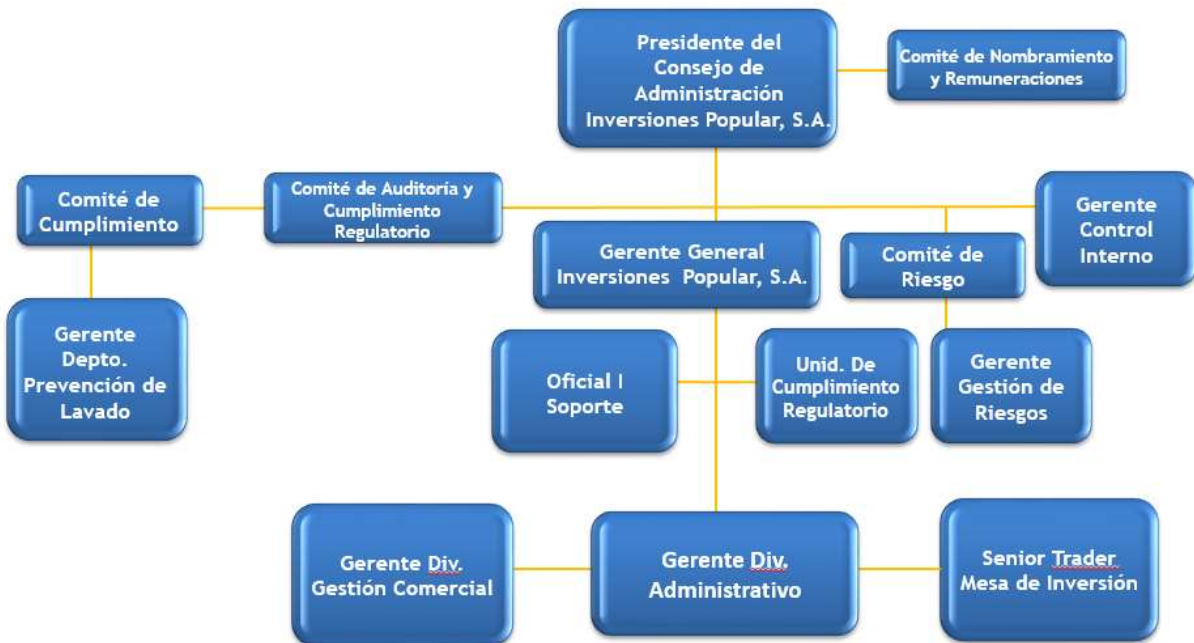 Presidente del
Consejo de
Administración
Inversiones Popular, S.A.
Comité de Nombramiento
y Remuneraciones
Comité de
Cumplimiento
Comité de Auditoría y
Cumplimiento
Regulatorio
Gerente
Control
Interno
Gerente General
Inversiones Popular, S.A.
Comité de
Riesgo
Gerente
Depto.
Prevención de
Lavado
Oficial I
Soporte
Unid. De
Cumplimiento
Regulatorio
Gerente
Gestión de
Riesgos
Gerente Div.
Gestión Comercial
Gerente Div.
Administrativo
Senior Trader
Mesa de Inversión